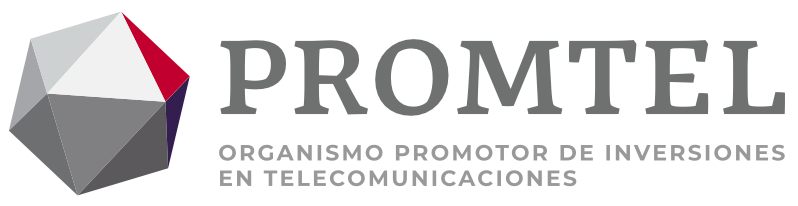 PROMTEL
ORGANISMO PROMOTOR DE INVERSIONES
EN TELECOMUNICACIONES